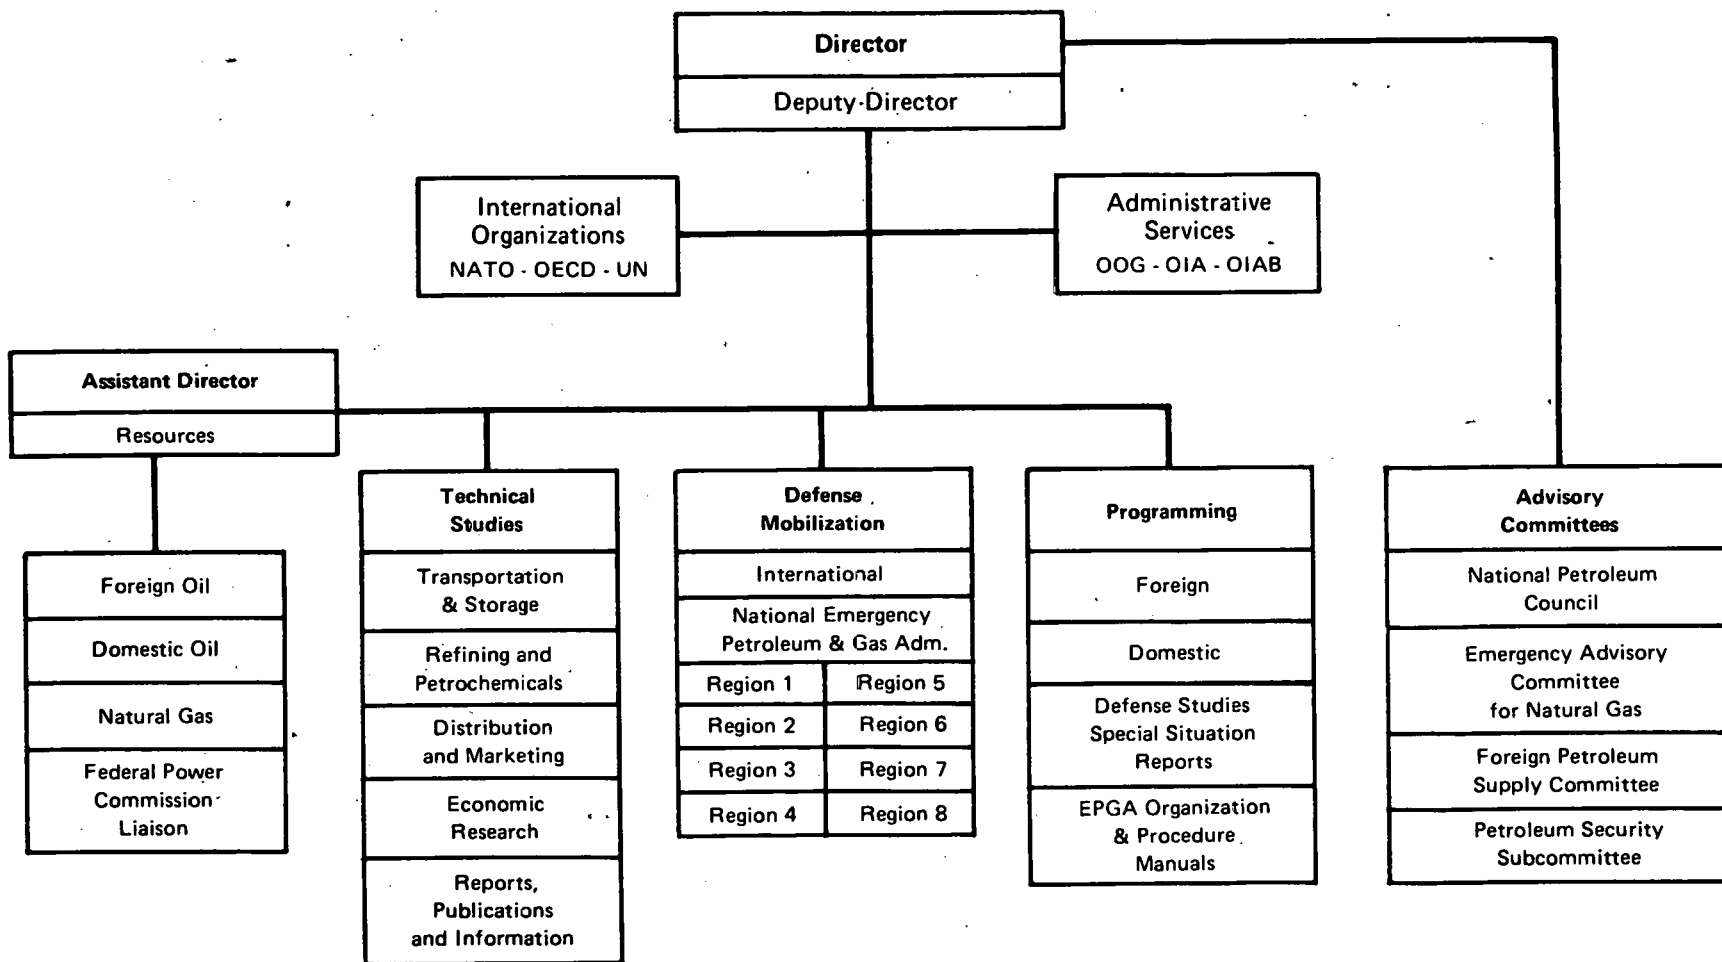 Director
Deputy-Director
International
Organizations
NATO - OECD - UN
Administrative
Services
OOG - OIA - OIAB
Assistant Director
Resources
Foreign Oil
Domestic Oil
Natural Gas
Federal Power
Commission
Liaison
Technical
Studies
Transportation
& Storage
Refining and
Petrochemicals
Distribution
and Marketing
Economic
Research
Reports,
Publications
and Information
Defense
Mobilization
International
National Emergency
Petroleum & Gas Adm.
Region 1
Region 5
Region 2
Region 6
Region 3
Region 7
Region 4
Region 8
Programming
Foreign
Domestic
Defense Studies
Special Situation
Reports
EPGA Organization
& Procedure
Manuals
Advisory
Committees
National Petroleum
Council
Emergency Advisory
Committee
for Natural Gas
Foreign Petroleum
Supply Committee
Petroleum Security
Subcommittee